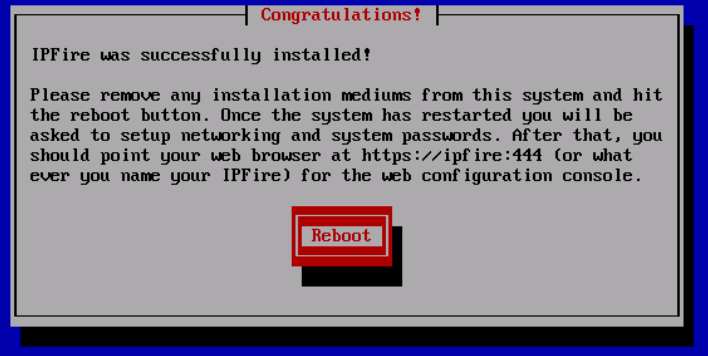 Congratulations!
IPFire was successfully installed!
Please remove any installation mediums from this system and hit
the reboot button. Once the system has restarted you will be
asked to setup networking and system passwords. After that, you
should point your web browser at https://ipfire:444 (or what
ever you name your IPFire) for the web configuration console.
Reboot